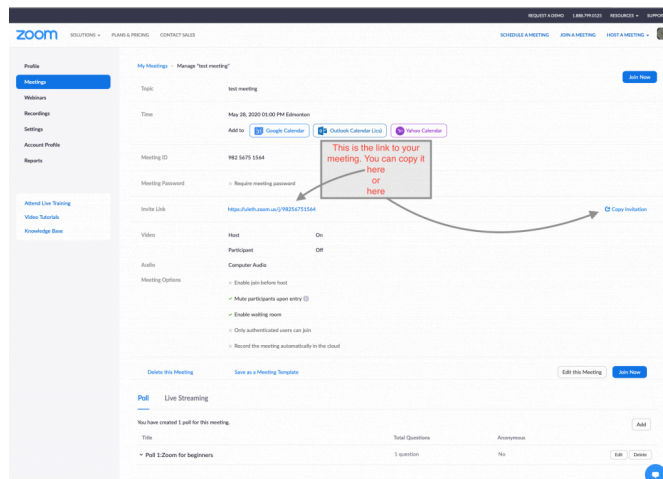 REQUEST A DEMO 1.888.799.0125 RESOURCES SUPPOR
zoom SOLUTIONS PLANS & PRICING CONTACT SALES SCHEDULE A MEETING JOIN A MEETING HOST A MEETING
Profile
Meetings
Webinars
Recordings
Settings
Account Profile
Reports
Attend Live Training
Video Tutorials
Knowledge Base
My Meetings > Manage "test meeting"
Join Now
Topic test meeting
Time May 28, 2020 01:00 PM Edmonton
Add to Google Calendar Outlook Calendar (.ics) Yahoo Calendar
This is the link to your
meeting. You can copy it
here
or
here
Meeting ID 982 5675 1564
Meeting Password × Require meeting password
Invite Link https://uleth.zoom.us/j/98256751564 Copy Invitation
Video Host On
Participant Off
Audio Computer Audio
Meeting Options × Enable join before host
✓ Mute participants upon entry
✓ Enable waiting room
× Only authenticated users can join
× Record the meeting automatically in the cloud
Delete this Meeting Save as a Meeting Template Edit this Meeting Join Now
Poll Live Streaming
You have created 1 poll for this meeting. Add
Title Total Questions Anonymous
Poll 1:Zoom for beginners 1 question No Edit Delete